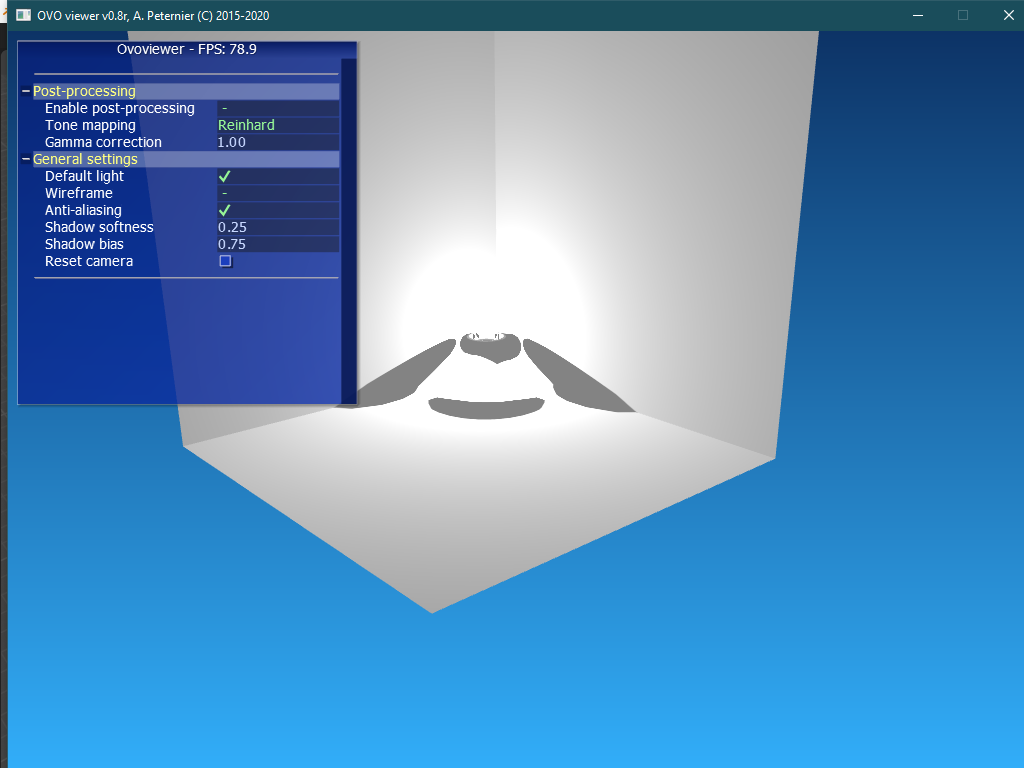 OVO viewer v0.8r, A. Peternier (C) 2015-2020
Ovoviewer - FPS: 78.9
Post-processing
Enable post-processing -
Tone mapping Reinhard
Gamma correction 1.00
General settings
Default light
Wireframe -
Anti-aliasing
Shadow softness 0.25
Shadow bias 0.75
Reset camera